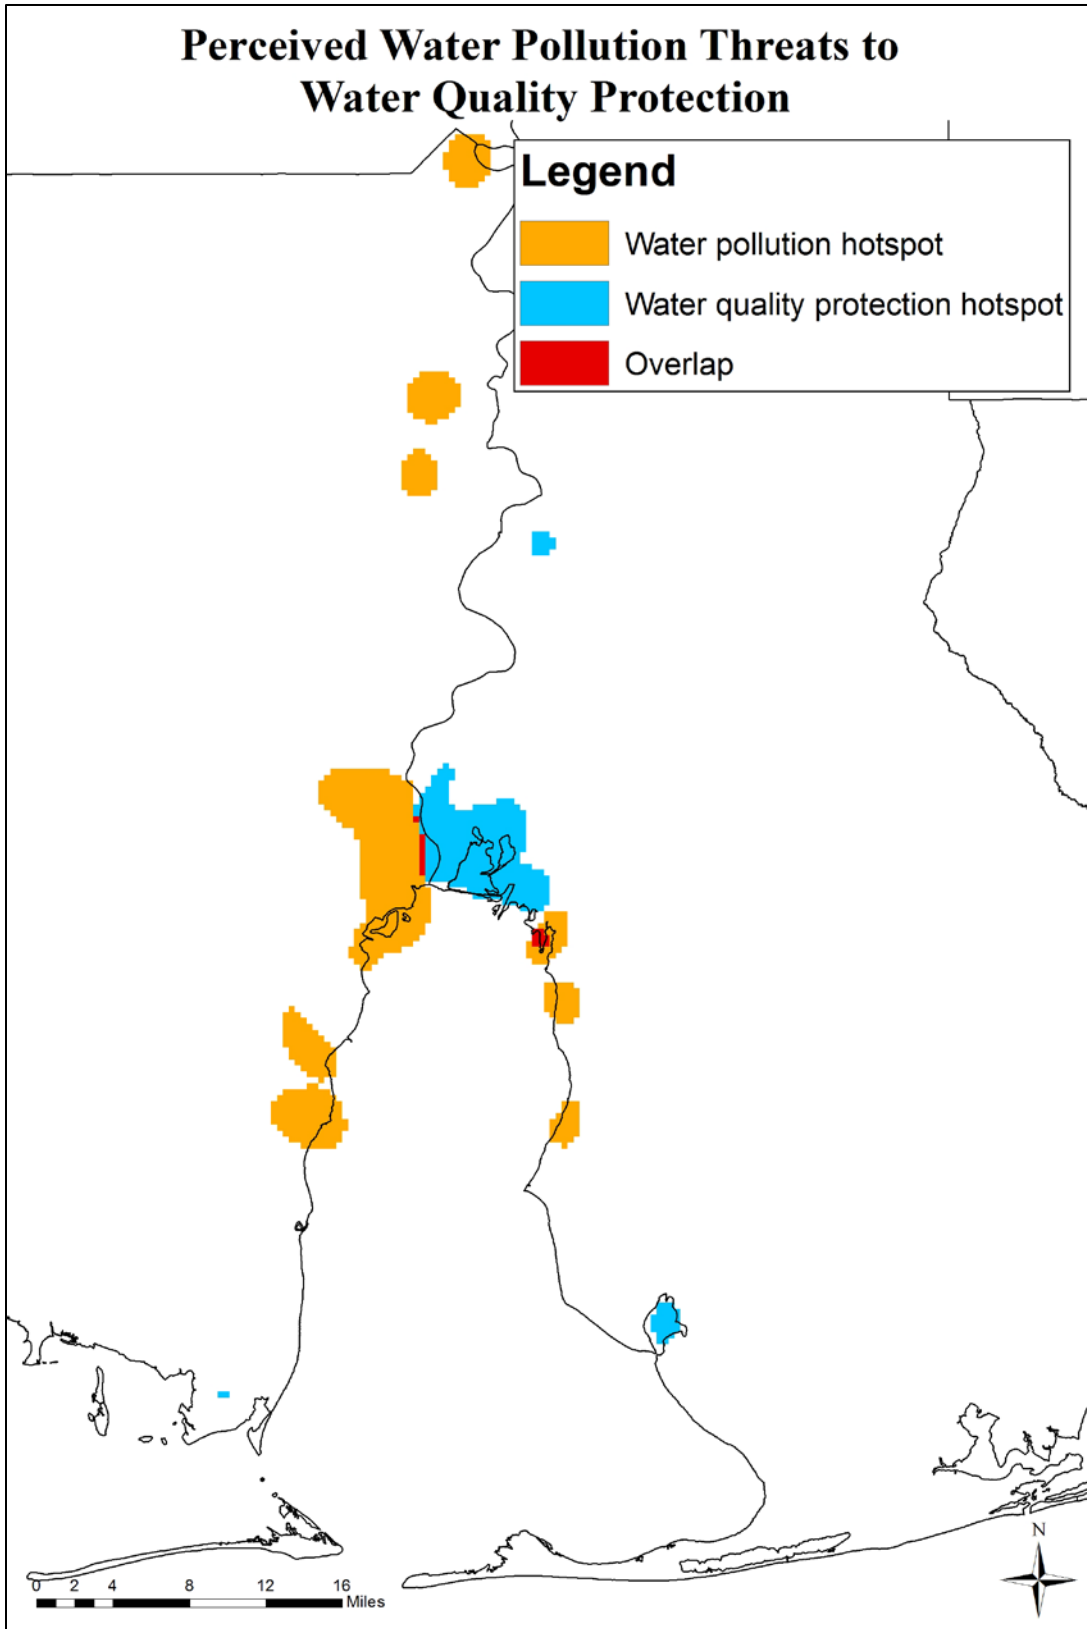 Perceived Water Pollution Threats to
Water Quality Protection
Legend
Water pollution hotspot
Water quality protection hotspot
Overlap
N
0 2 4 8 12 16
Miles